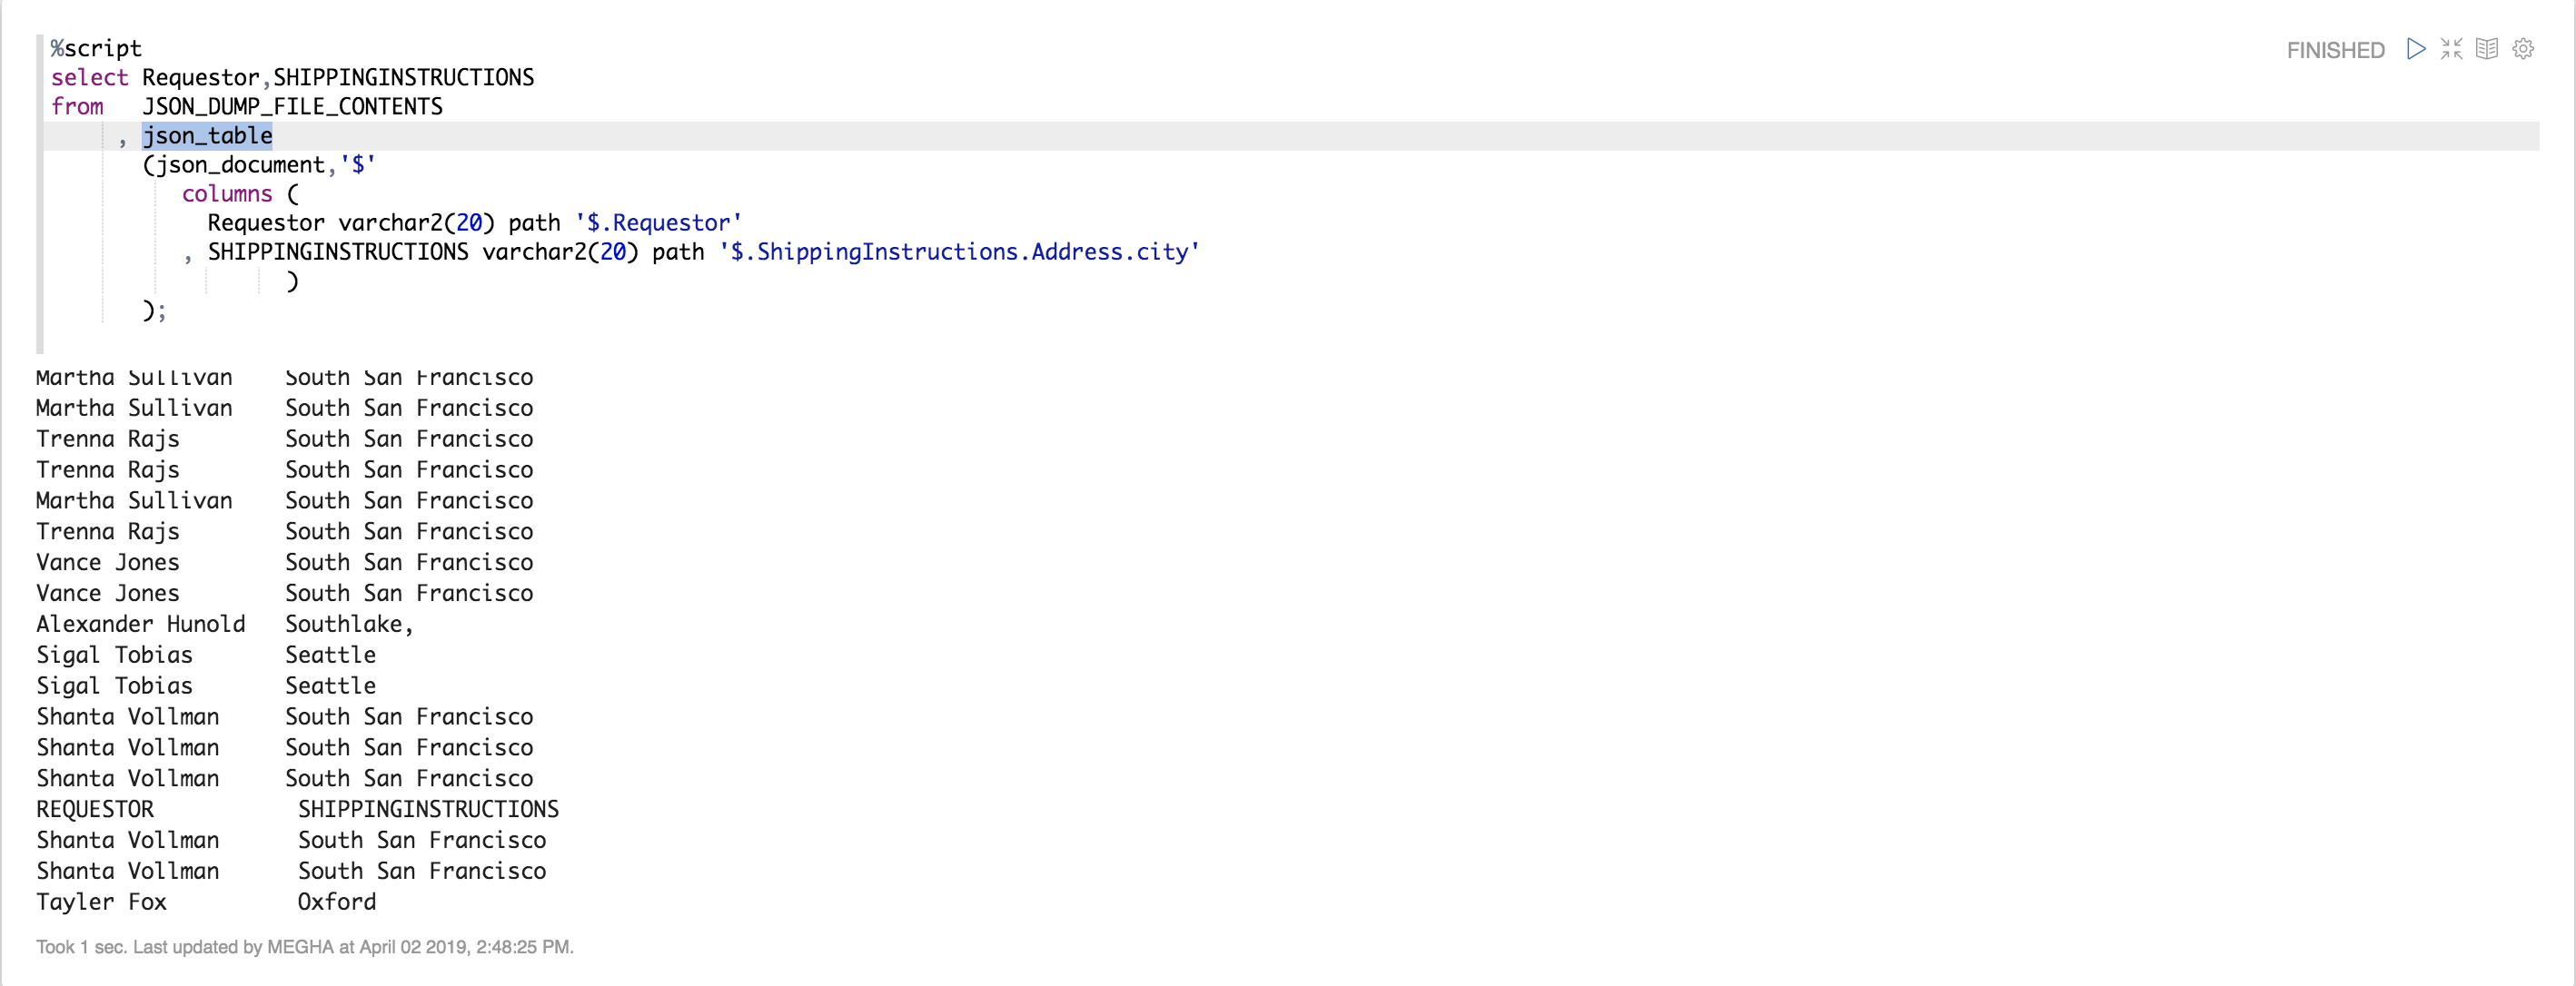 %script
FINISHED
select Requestor,SHIPPINGINSTRUCTIONS
from   JSON_DUMP_FILE_CONTENTS
     , json_table
       (json_document,'$'
          columns (
            Requestor varchar2(20) path '$.Requestor'
          , SHIPPINGINSTRUCTIONS varchar2(20) path '$.ShippingInstructions.Address.city'
                  )
       );
Martha Sullivan    South San Francisco
Martha Sullivan    South San Francisco
Trenna Rajs        South San Francisco
Trenna Rajs        South San Francisco
Martha Sullivan    South San Francisco
Trenna Rajs        South San Francisco
Vance Jones        South San Francisco
Vance Jones        South San Francisco
Alexander Hunold   Southlake,
Sigal Tobias       Seattle
Sigal Tobias       Seattle
Shanta Vollman     South San Francisco
Shanta Vollman     South San Francisco
Shanta Vollman     South San Francisco
REQUESTOR           SHIPPINGINSTRUCTIONS
Shanta Vollman      South San Francisco
Shanta Vollman      South San Francisco
Tayler Fox          Oxford
Took 1 sec. Last updated by MEGHA at April 02 2019, 2:48:25 PM.